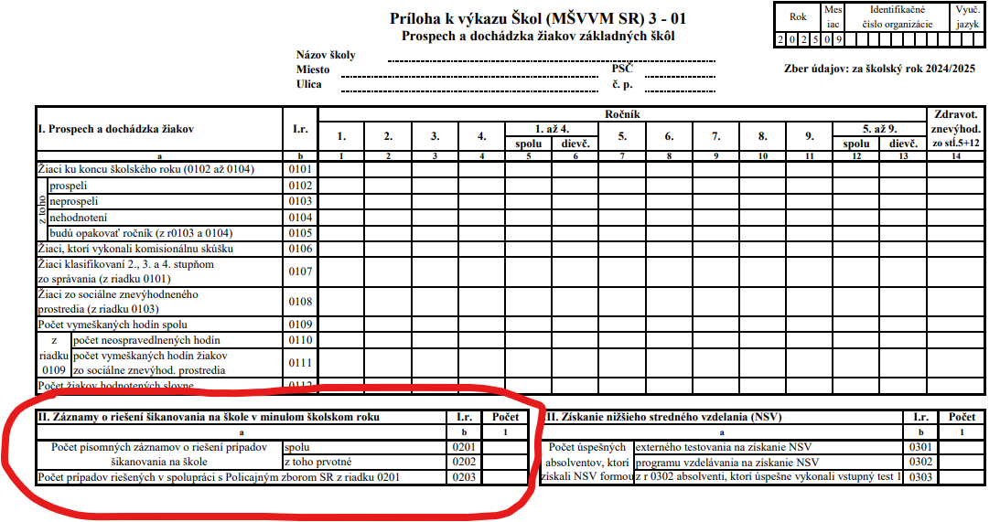 Príloha k výkazu Škol (MŠVVM SR) 3 - 01
Prospech a dochádzka žiakov základných škôl
Rok Mesiac Identifikačné číslo organizácie Vyuč. jazyk
2 0 2 5 0 9
Názov školy
Miesto PSČ
Ulica č. p.
Zber údajov: za školský rok 2024/2025
I. Prospech a dochádzka žiakov I.r. Ročník Zdravot. znevýhod. zo stĺ.5+12
1. 2. 3. 4. 1. až 4. 5. 6. 7. 8. 9. 5. až 9.
spolu dievč. spolu dievč.
a b 1 2 3 4 5 6 7 8 9 10 11 12 13 14
Žiaci ku koncu školského roku (0102 až 0104) 0101
z toho
prospeli 0102
neprospeli 0103
nehodnotení 0104
budú opakovať ročník (z r0103 a 0104) 0105
Žiaci, ktorí vykonali komisionálnu skúšku 0106
Žiaci klasifikovaní 2., 3. a 4. stupňom
zo správania (z riadku 0101) 0107
Žiaci zo sociálne znevýhodneného
prostredia (z riadku 0103) 0108
Počet vymeškaných hodín spolu 0109
z riadku 0109
počet neospravedlnených hodín 0110
počet vymeškaných hodín žiakov
zo sociálne znevýhod. prostredia 0111
Počet žiakov hodnotených slovne 0112
II. Záznamy o riešení šikanovania na škole v minulom školskom roku I.r. Počet
a b 1
Počet písomných záznamov o riešení prípadov
šikanovania na škole
spolu 0201
z toho prvotné 0202
Počet prípadov riešených v spolupráci s Policajným zborom SR z riadku 0201 0203
III. Získanie nižšieho stredného vzdelania (NSV) I.r. Počet
a b 1
Počet úspešných
absolventov, ktorí
získali NSV formou
externého testovania na získanie NSV 0301
programu vzdelávania na získanie NSV 0302
z r 0302 absolventi, ktorí úspešne vykonali vstupný test 1 0303